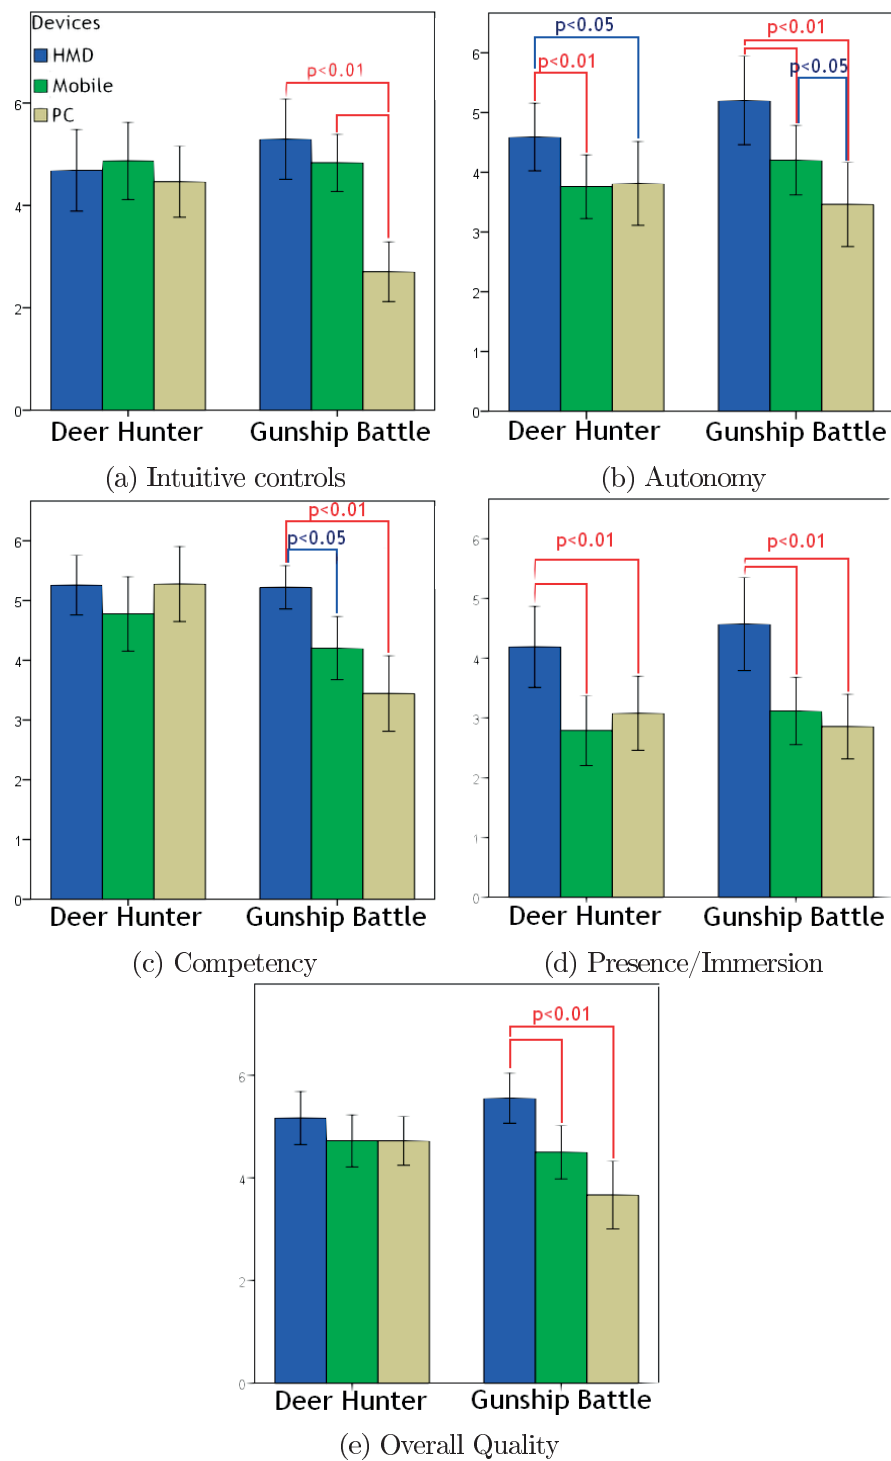 Devices
HMD
Mobile
PC
p<0.01
6
4
2
0
Deer Hunter Gunship Battle
(a) Intuitive controls
p<0.05
p<0.01
p<0.01
p<0.05
6
5
4
3
2
1
0
Deer Hunter Gunship Battle
(b) Autonomy
p<0.01
p<0.05
6
5
4
3
2
1
0
Deer Hunter Gunship Battle
(c) Competency
p<0.01
p<0.01
6
5
4
3
2
1
0
Deer Hunter Gunship Battle
(d) Presence/Immersion
p<0.01
6
4
2
0
Deer Hunter Gunship Battle
(e) Overall Quality